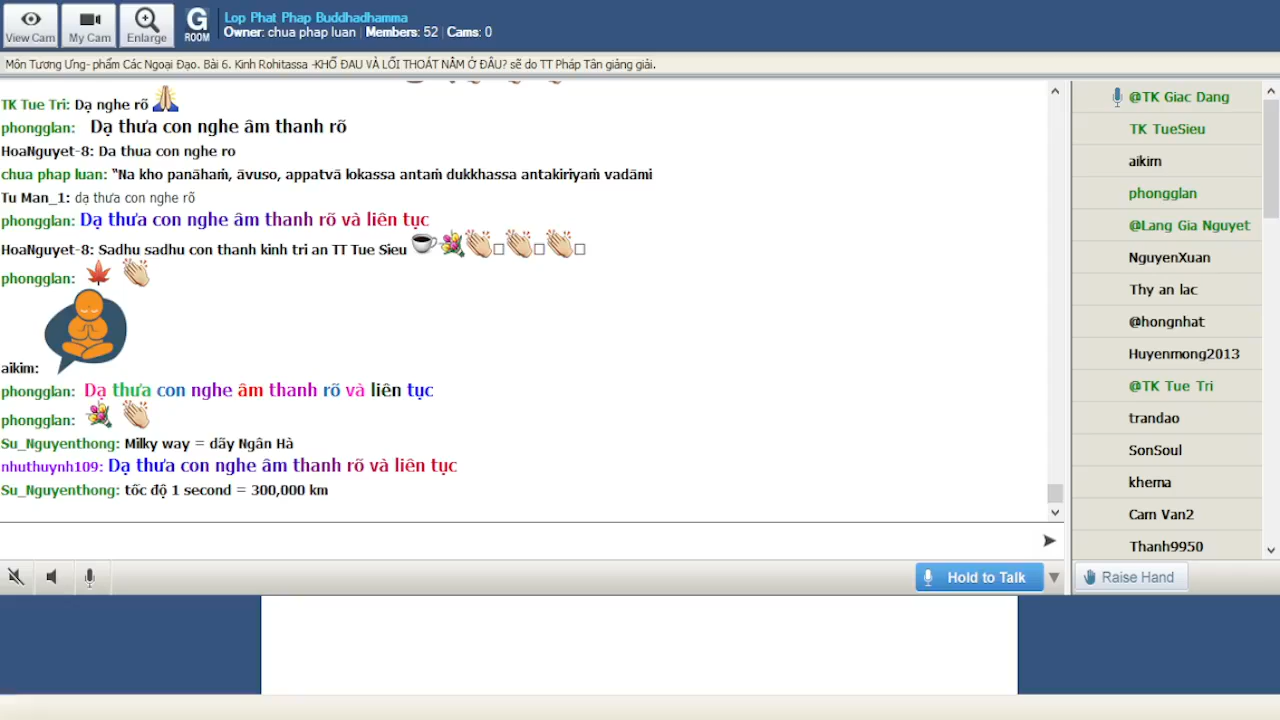 View Cam
My Cam
Enlarge
G
ROOM
Lop Phat Phap Buddhadhamma
Owner: chua phap luan | Members: 52 | Cams: 0
Môn Tương Ưng- phẩm Các Ngoại Đạo. Bài 6. Kinh Rohitassa -KHỔ ĐAU VÀ LỐI THOÁT NẰM Ở ĐÂU? sẽ do TT Pháp Tân giảng giải.
TK Tue Tri: Dạ nghe rõ
phongglan: Dạ thưa con nghe âm thanh rõ
HoaNguyet-8: Da thua con nghe ro
chua phap luan: “Na kho panāhaṁ, āvuso, appatvā lokassa antaṁ dukkhassa antakiriyaṁ vadāmi
Tu Man_1: dạ thưa con nghe rõ
phongglan: Dạ thưa con nghe âm thanh rõ và liên tục
HoaNguyet-8: Sadhu sadhu con thanh kinh tri an TT Tue Sieu
phongglan:
aikim:
phongglan: Dạ thưa con nghe âm thanh rõ và liên tục
phongglan:
Su_Nguyenthong: Milky way = dãy Ngân Hà
nhuthuynh109: Dạ thưa con nghe âm thanh rõ và liên tục
Su_Nguyenthong: tốc độ 1 second = 300,000 km
Hold to Talk
@TK Giac Dang
TK TueSieu
aikim
phongglan
@Lang Gia Nguyet
NguyenXuan
Thy an lac
@hongnhat
Huyenmong2013
@TK Tue Tri
trandao
SonSoul
khema
Cam Van2
Thanh9950
Raise Hand